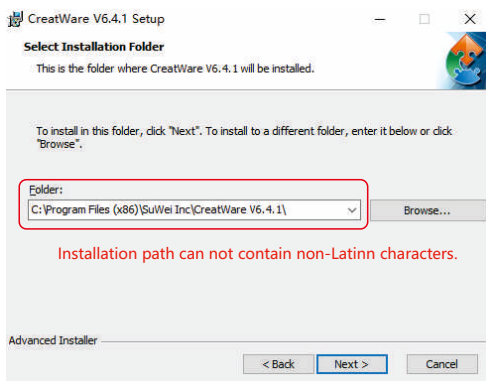 CreatWare V6.4.1 Setup
Select Installation Folder
This is the folder where CreatWare V6.4.1 will be installed.
To install in this folder, click "Next". To install to a different folder, enter it below or click
"Browse".
Folder:
C:\Program Files (x86)\SuWei Inc\CreatWare V6.4.1\
Browse...
Installation path can not contain non-Latinn characters.
Advanced Installer
< Back
Next >
Cancel